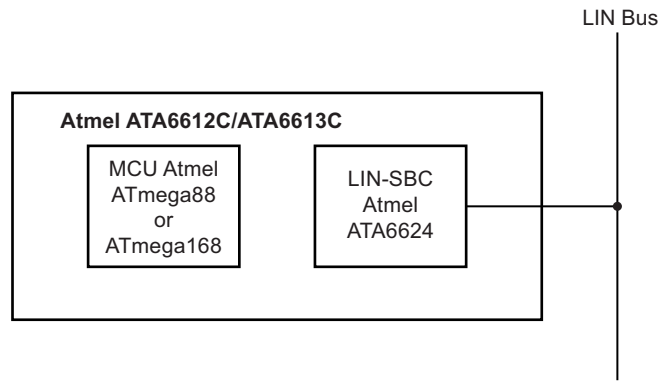 LIN Bus
Atmel ATA6612C/ATA6613C
MCU Atmel
ATmega88
or
ATmega168
LIN-SBC
Atmel
ATA6624